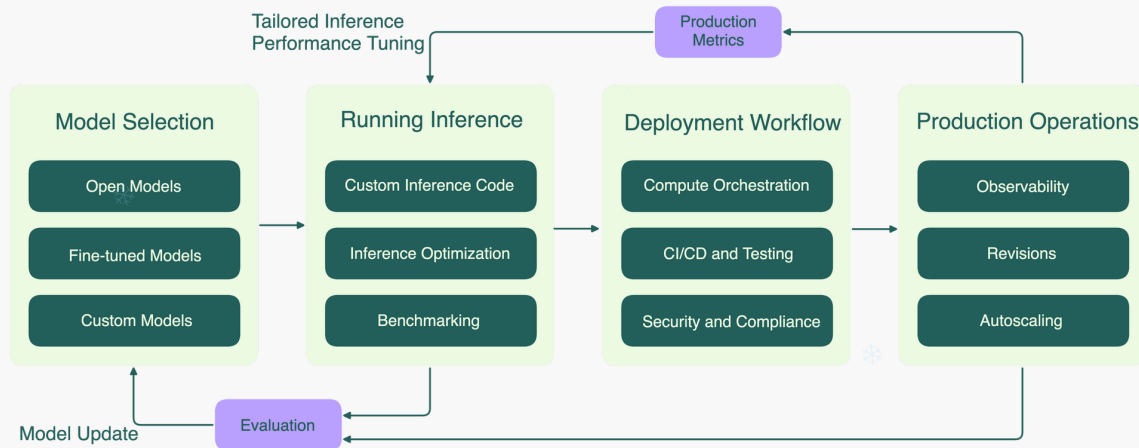 Tailored Inference
Performance Tuning
Production
Metrics
Model Selection
Open Models
Fine-tuned Models
Custom Models
Running Inference
Custom Inference Code
Inference Optimization
Benchmarking
Deployment Workflow
Compute Orchestration
CI/CD and Testing
Security and Compliance
Production Operations
Observability
Revisions
Autoscaling
Model Update
Evaluation